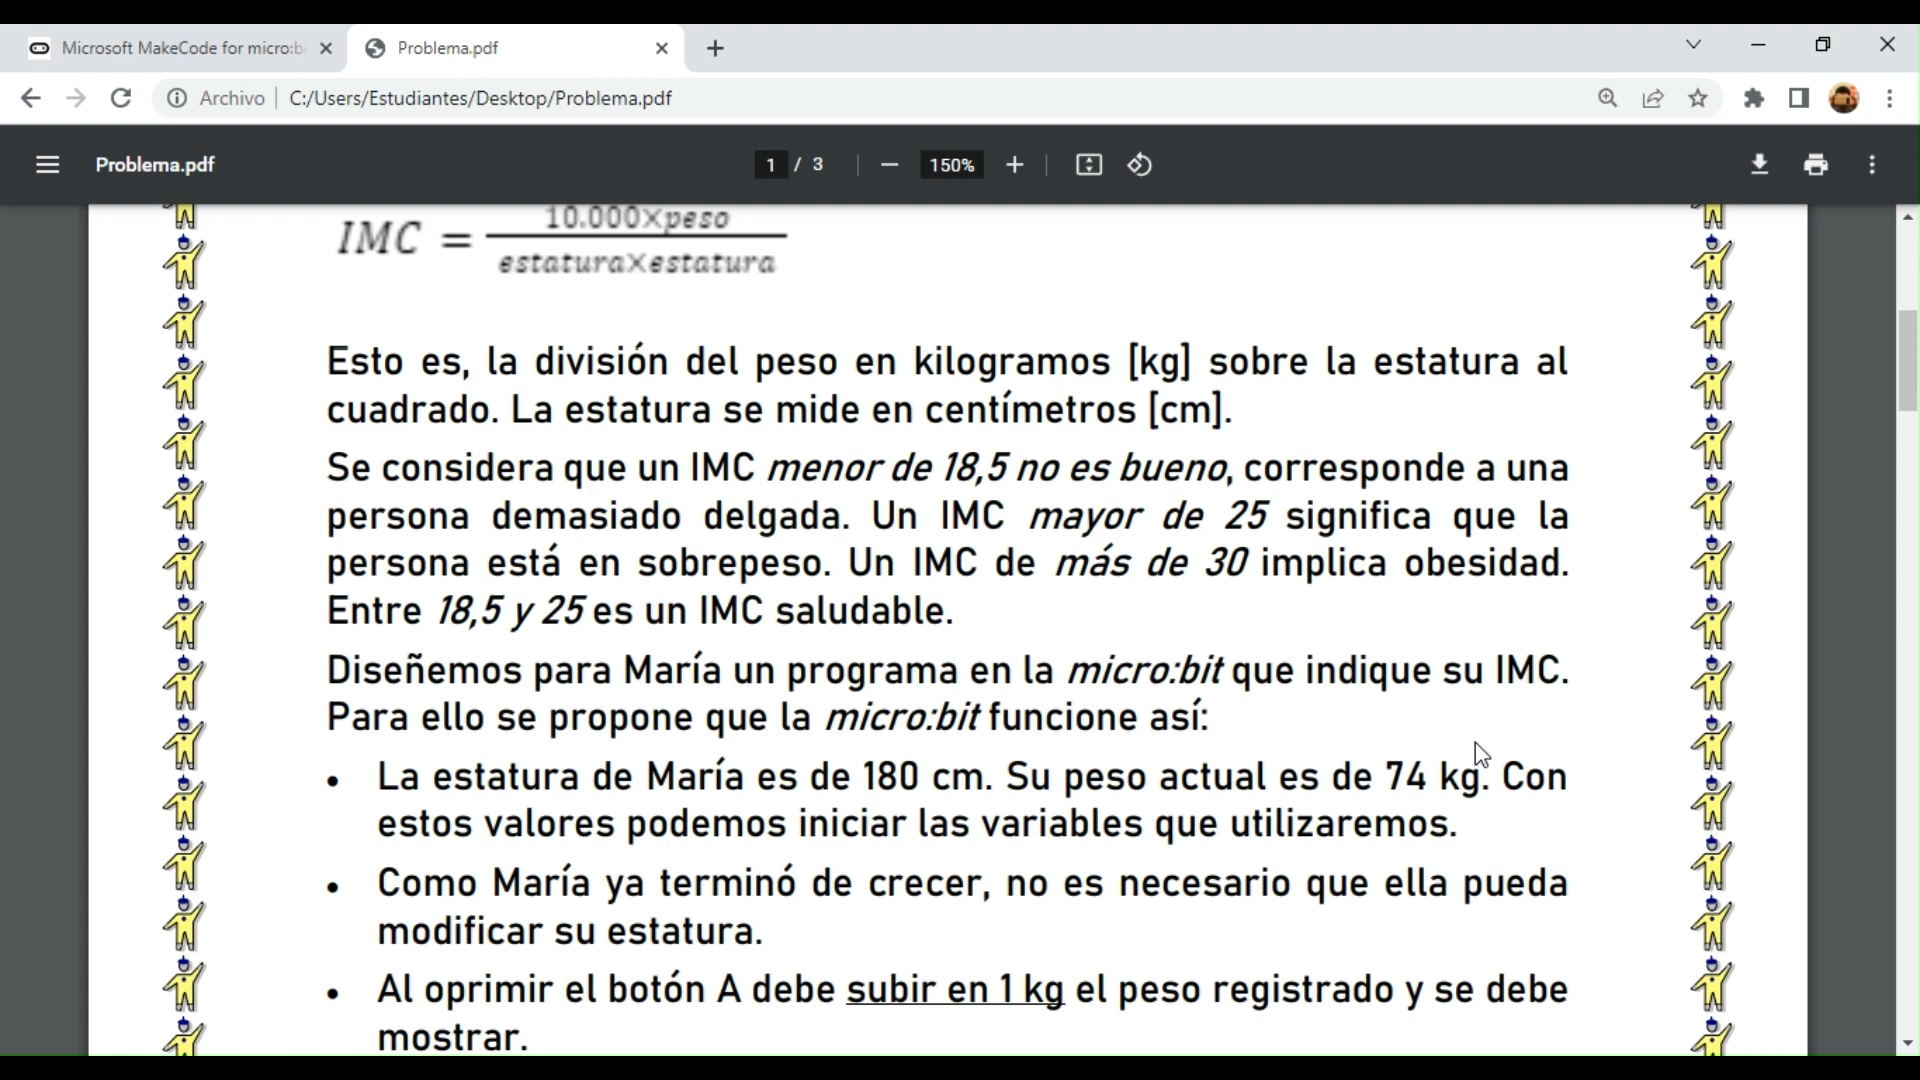 Microsoft MakeCode for micro:bi
Problema.pdf
Archivo
C:/Users/Estudiantes/Desktop/Problema.pdf
Problema.pdf
1 / 3
150%
IMC = 10.000×peso
estatura×estatura
Esto es, la división del peso en kilogramos [kg] sobre la estatura al
cuadrado. La estatura se mide en centímetros [cm].
Se considera que un IMC menor de 18,5 no es bueno, corresponde a una
persona demasiado delgada. Un IMC mayor de 25 significa que la
persona está en sobrepeso. Un IMC de más de 30 implica obesidad.
Entre 18,5 y 25 es un IMC saludable.
Diseñemos para María un programa en la micro:bit que indique su IMC.
Para ello se propone que la micro:bit funcione así:
• La estatura de María es de 180 cm. Su peso actual es de 74 kg. Con
estos valores podemos iniciar las variables que utilizaremos.
• Como María ya terminó de crecer, no es necesario que ella pueda
modificar su estatura.
• Al oprimir el botón A debe subir en 1 kg el peso registrado y se debe
mostrar.